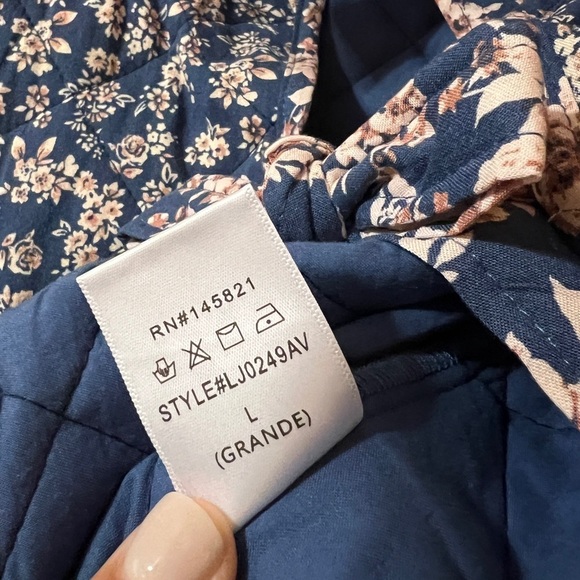 RN#145821
STYLE#LJ0249AV
L
(GRANDE)